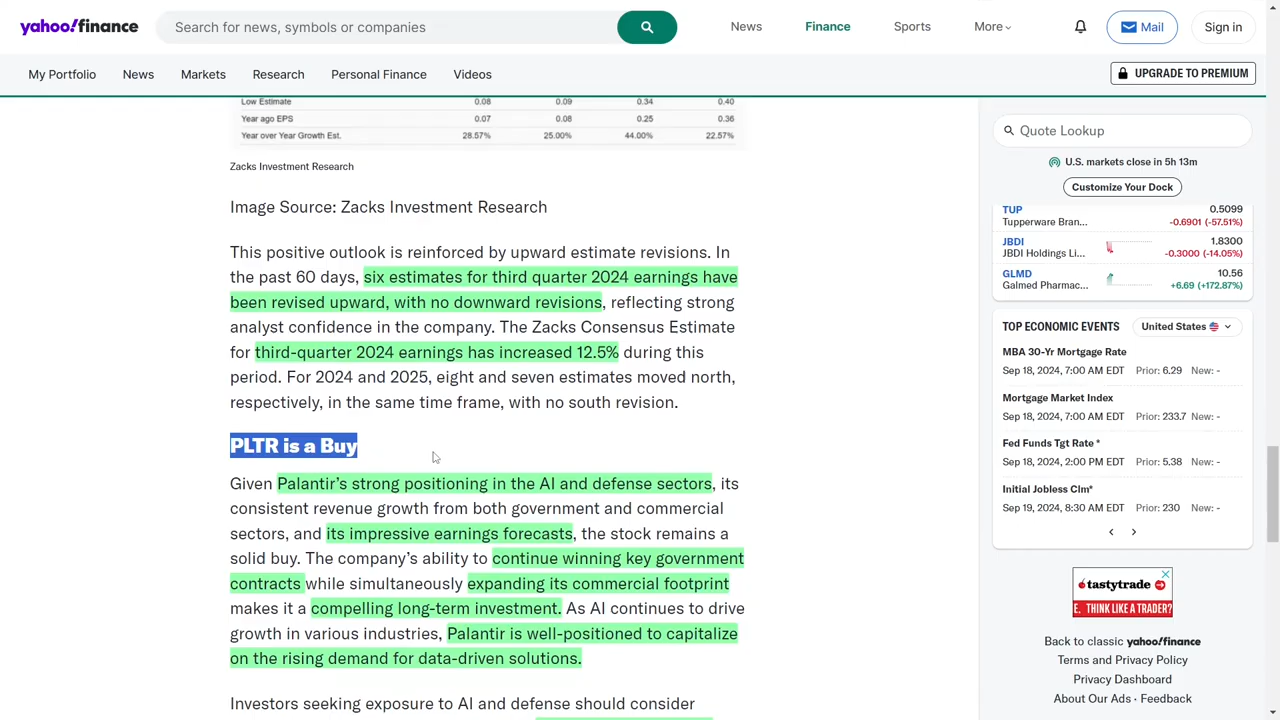 yahoo!finance
Search for news, symbols or companies
News
Finance
Sports
More
Mail
Sign in
My Portfolio
News
Markets
Research
Personal Finance
Videos
UPGRADE TO PREMIUM
Low Estimate 0.08 0.09 0.34 0.40
Year ago EPS 0.07 0.08 0.25 0.36
Year over Year Growth Est. 28.57% 25.00% 44.00% 22.57%
Zacks Investment Research
Image Source: Zacks Investment Research
This positive outlook is reinforced by upward estimate revisions. In
the past 60 days, six estimates for third quarter 2024 earnings have
been revised upward, with no downward revisions, reflecting strong
analyst confidence in the company. The Zacks Consensus Estimate
for third-quarter 2024 earnings has increased 12.5% during this
period. For 2024 and 2025, eight and seven estimates moved north,
respectively, in the same time frame, with no south revision.
PLTR is a Buy
Given Palantir's strong positioning in the AI and defense sectors, its
consistent revenue growth from both government and commercial
sectors, and its impressive earnings forecasts, the stock remains a
solid buy. The company's ability to continue winning key government
contracts while simultaneously expanding its commercial footprint
makes it a compelling long-term investment. As AI continues to drive
growth in various industries, Palantir is well-positioned to capitalize
on the rising demand for data-driven solutions.
Investors seeking exposure to AI and defense should consider
Quote Lookup
U.S. markets close in 5h 13m
Customize Your Dock
TUP 0.5099
Tupperware Bran... -0.6901 (-57.51%)
JBDI 1.8300
JBDI Holdings Li... -0.3000 (-14.05%)
GLMD 10.56
Galmed Pharmac... +6.69 (+172.87%)
TOP ECONOMIC EVENTS
United States
MBA 30-Yr Mortgage Rate
Sep 18, 2024, 7:00 AM EDT Prior: 6.29 New: -
Mortgage Market Index
Sep 18, 2024, 7:00 AM EDT Prior: 233.7 New: -
Fed Funds Tgt Rate *
Sep 18, 2024, 2:00 PM EDT Prior: 5.38 New: -
Initial Jobless Clm*
Sep 19, 2024, 8:30 AM EDT Prior: 230 New: -
tastytrade
E. THINK LIKE A TRADER?
Back to classic yahoo!finance
Terms and Privacy Policy
Privacy Dashboard
About Our Ads • Feedback